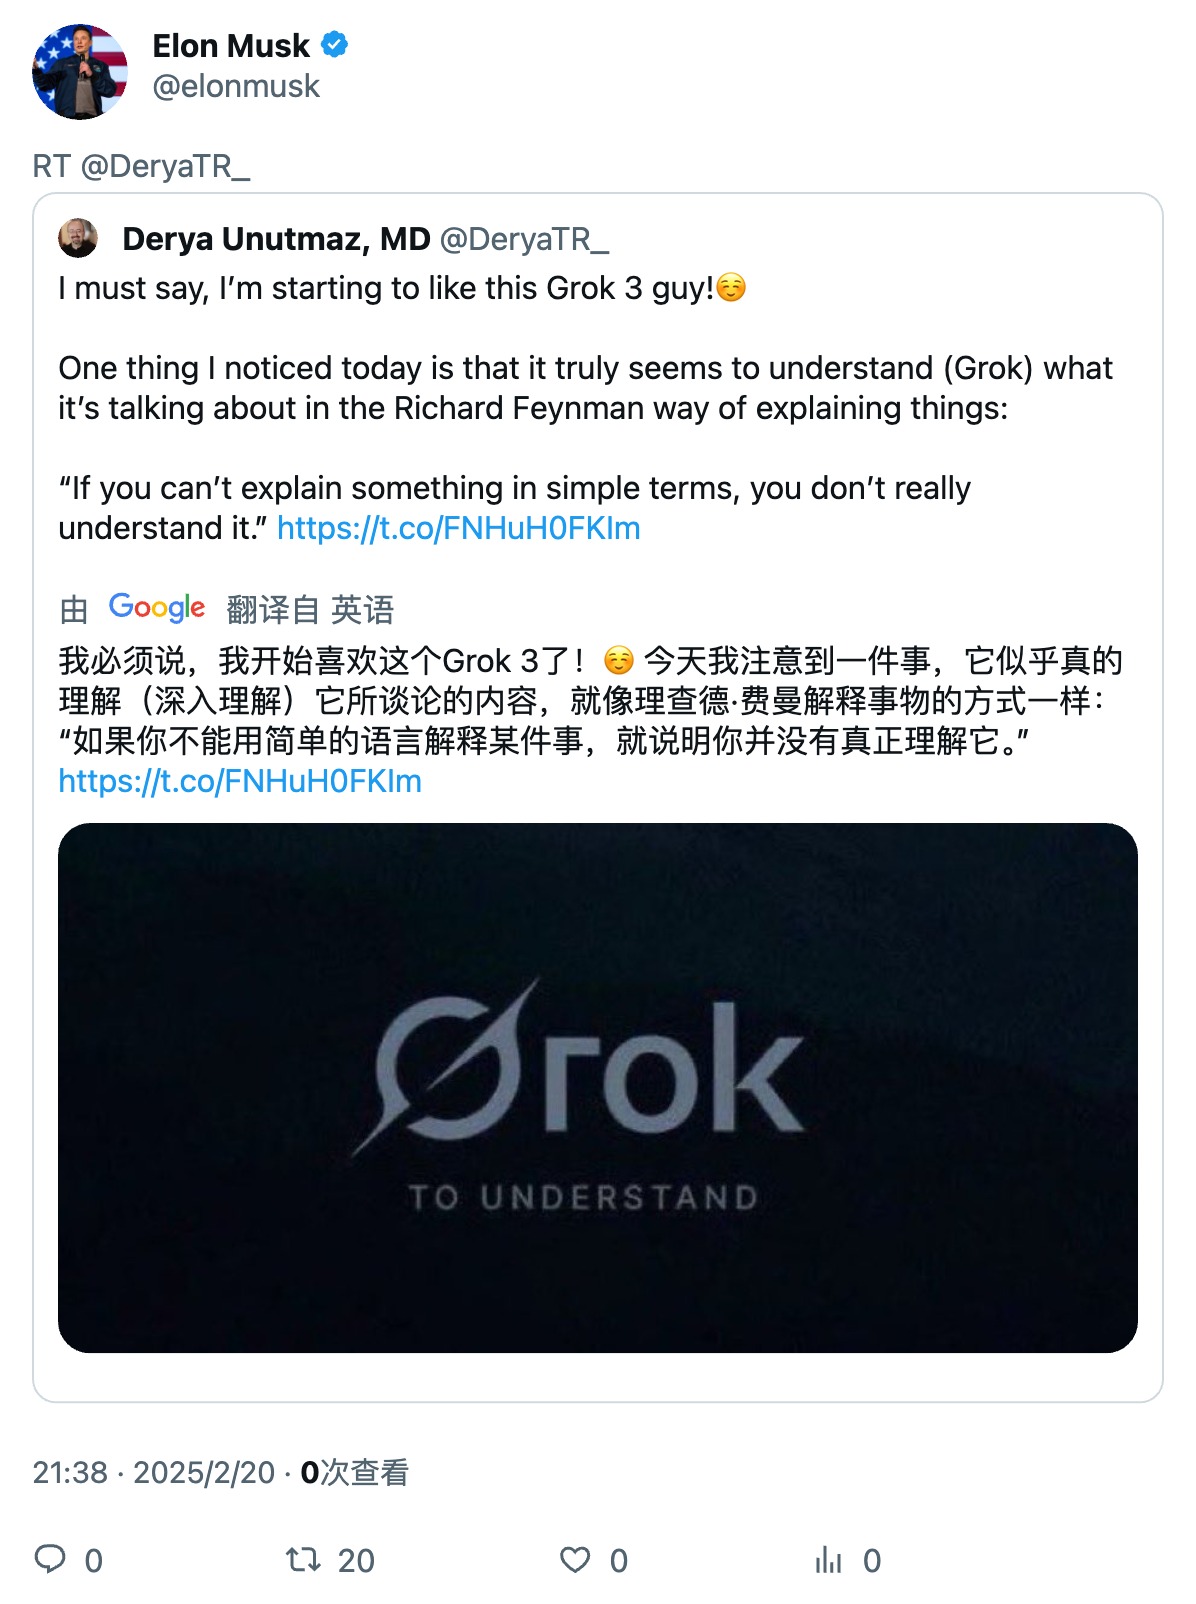 Elon Musk
@elonmusk
RT @DeryaTR_
Derya Unutmaz, MD @DeryaTR_
I must say, I’m starting to like this Grok 3 guy!☺️
One thing I noticed today is that it truly seems to understand (Grok) what
it’s talking about in the Richard Feynman way of explaining things:
“If you can’t explain something in simple terms, you don’t really
understand it.” https://t.co/FNHuH0FKlm
由 Google 翻译自 英语
我必须说，我开始喜欢这个Grok 3了！☺️ 今天我注意到一件事，它似乎真的
理解（深入理解）它所谈论的内容，就像理查德·费曼解释事物的方式一样：
“如果你不能用简单的语言解释某件事，就说明你并没有真正理解它。”
https://t.co/FNHuH0FKlm
Grok
TO UNDERSTAND
21:38 · 2025/2/20 · 0次查看
0 20 0 0